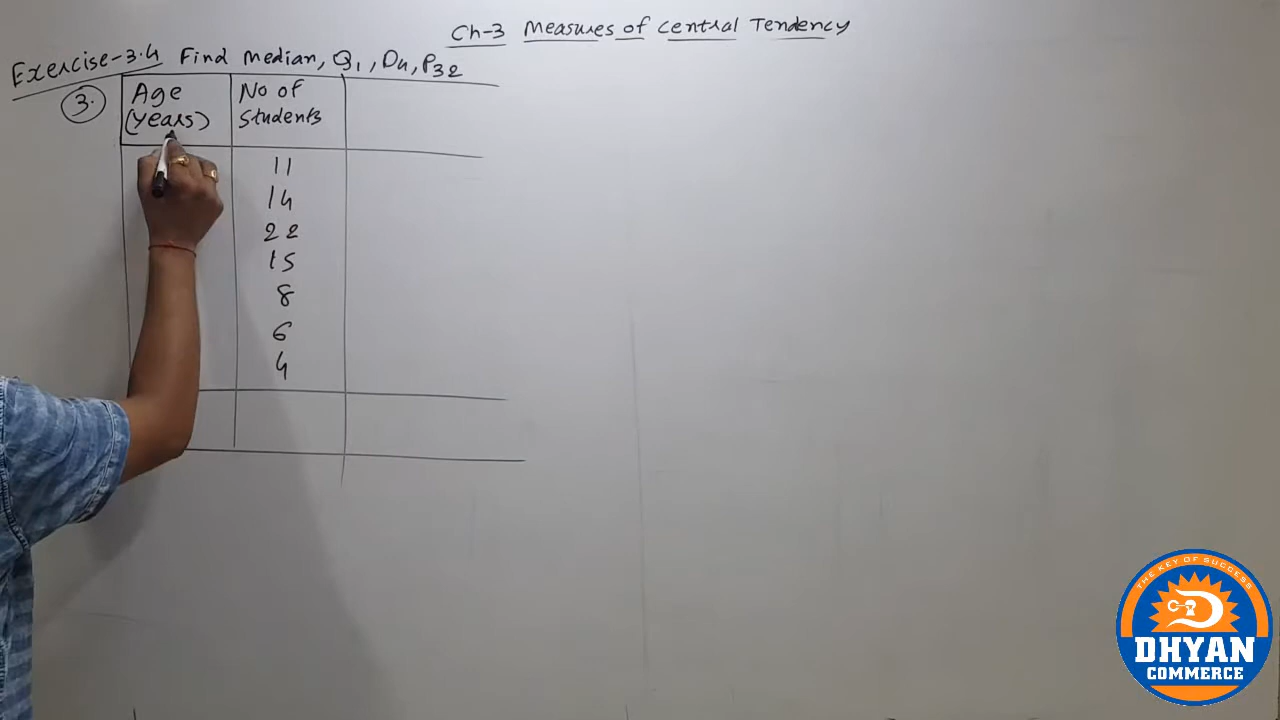 Ch-3 Measures of Central Tendency
Exercise-3.4 Find Median, Q1, D4, P32
3.
Age (years)
No of Students
11
14
22
15
8
6
4
THE KEY OF SUCCESS
DHYAN
COMMERCE